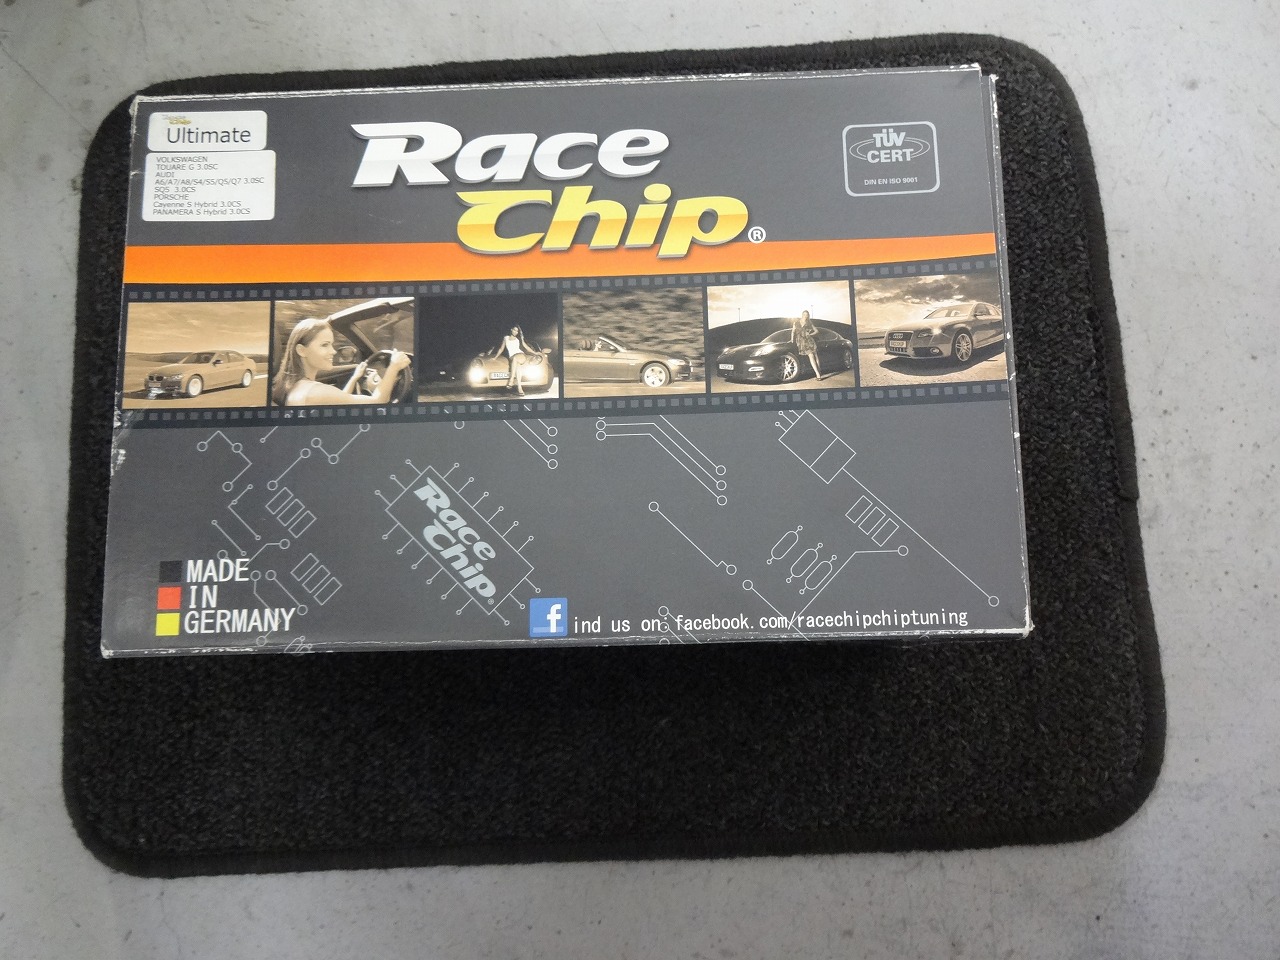 Ultimate
VOLKSWAGEN
TOUARE G 3.0SC
AUDI
A6/A7/A8/S4/S5/Q5/Q7 3.0SC
SQ5 3.0CS
PORSCHE
Cayenne S Hybrid 3.0CS
PANAMERA S Hybrid 3.0CS
Race
Chip®
TÜV
CERT
DIN EN ISO 9001
Race
Chip®
MADE
IN
GERMANY
f ind us on: facebook.com/racechipchiptuning